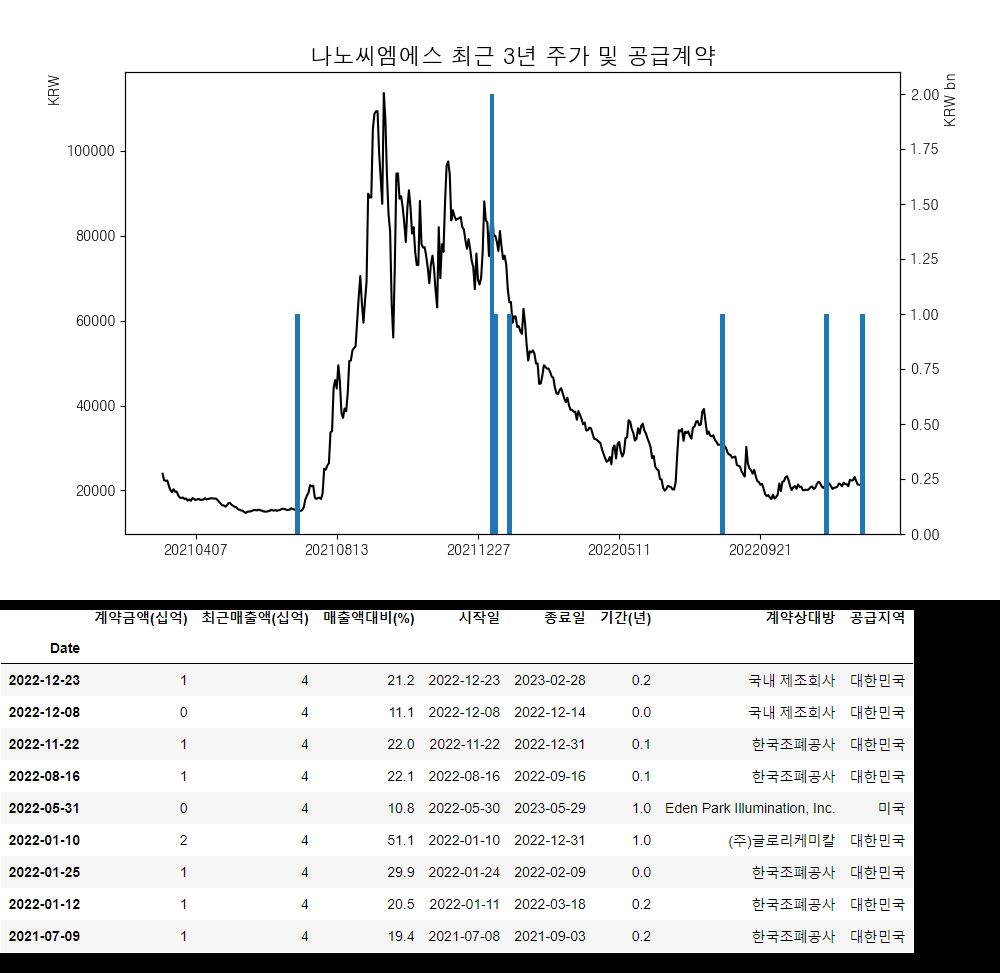 나노씨엠에스 최근 3년 주가 및 공급계약
KRW
KRW bn
100000
80000
60000
40000
20000
2.00
1.75
1.50
1.25
1.00
0.75
0.50
0.25
0.00
20210407 20210813 20211227 20220511 20220921
계약금액(십억) 최근매출액(십억) 매출액대비(%) 시작일 종료일 기간(년) 계약상대방 공급지역
Date
2022-12-23 1 4 21.2 2022-12-23 2023-02-28 0.2 국내 제조회사 대한민국
2022-12-08 0 4 11.1 2022-12-08 2022-12-14 0.0 국내 제조회사 대한민국
2022-11-22 1 4 22.0 2022-11-22 2022-12-31 0.1 한국조폐공사 대한민국
2022-08-16 1 4 22.1 2022-08-16 2022-09-16 0.1 한국조폐공사 대한민국
2022-05-31 0 4 10.8 2022-05-30 2023-05-29 1.0 Eden Park Illumination, Inc. 미국
2022-01-10 2 4 51.1 2022-01-10 2022-12-31 1.0 (주)글로리케미칼 대한민국
2022-01-25 1 4 29.9 2022-01-24 2022-02-09 0.0 한국조폐공사 대한민국
2022-01-12 1 4 20.5 2022-01-11 2022-03-18 0.2 한국조폐공사 대한민국
2021-07-09 1 4 19.4 2021-07-08 2021-09-03 0.2 한국조폐공사 대한민국